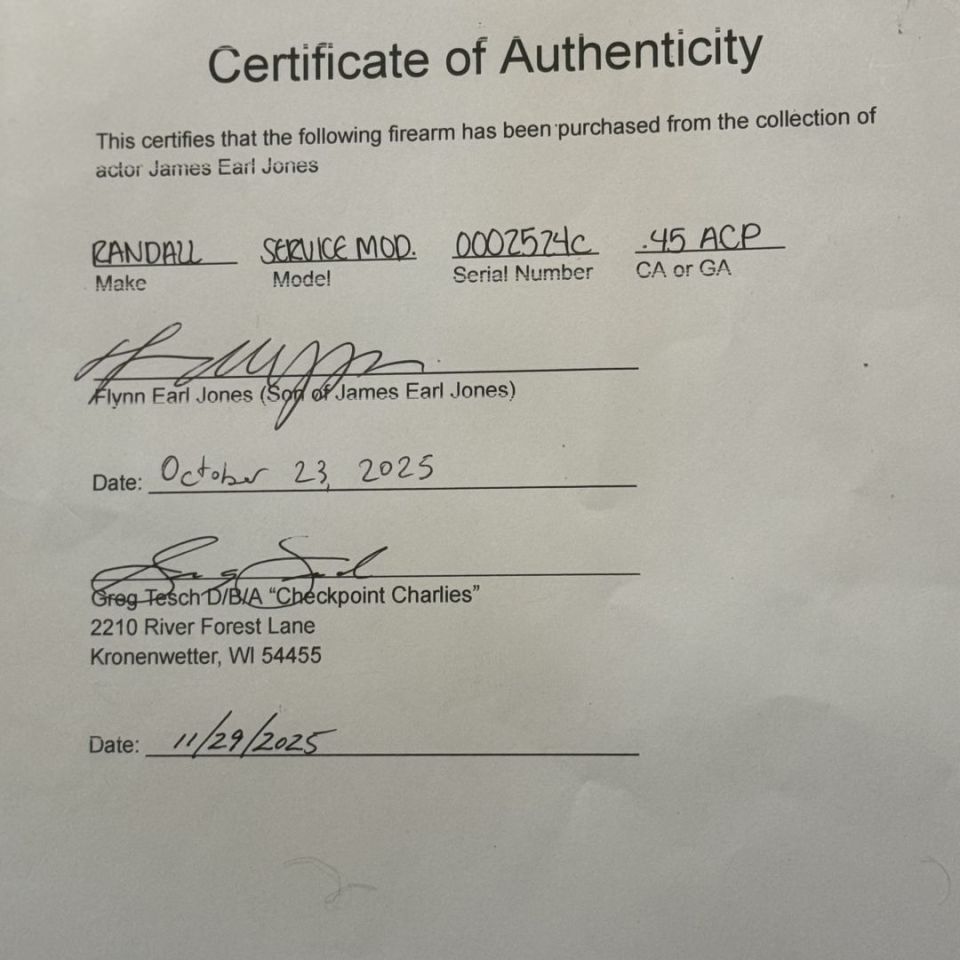 Certificate of Authenticity
This certifies that the following firearm has been purchased from the collection of
actor James Earl Jones
RANDALL SERVICE MOD. 0002524C .45 ACP
Make Model Serial Number CA or GA
Flynn Earl Jones (Son of James Earl Jones)
Date: October 23, 2025
Greg Tesch D/B/A “Checkpoint Charlies”
2210 River Forest Lane
Kronenwetter, WI 54455
Date: 11/29/2025